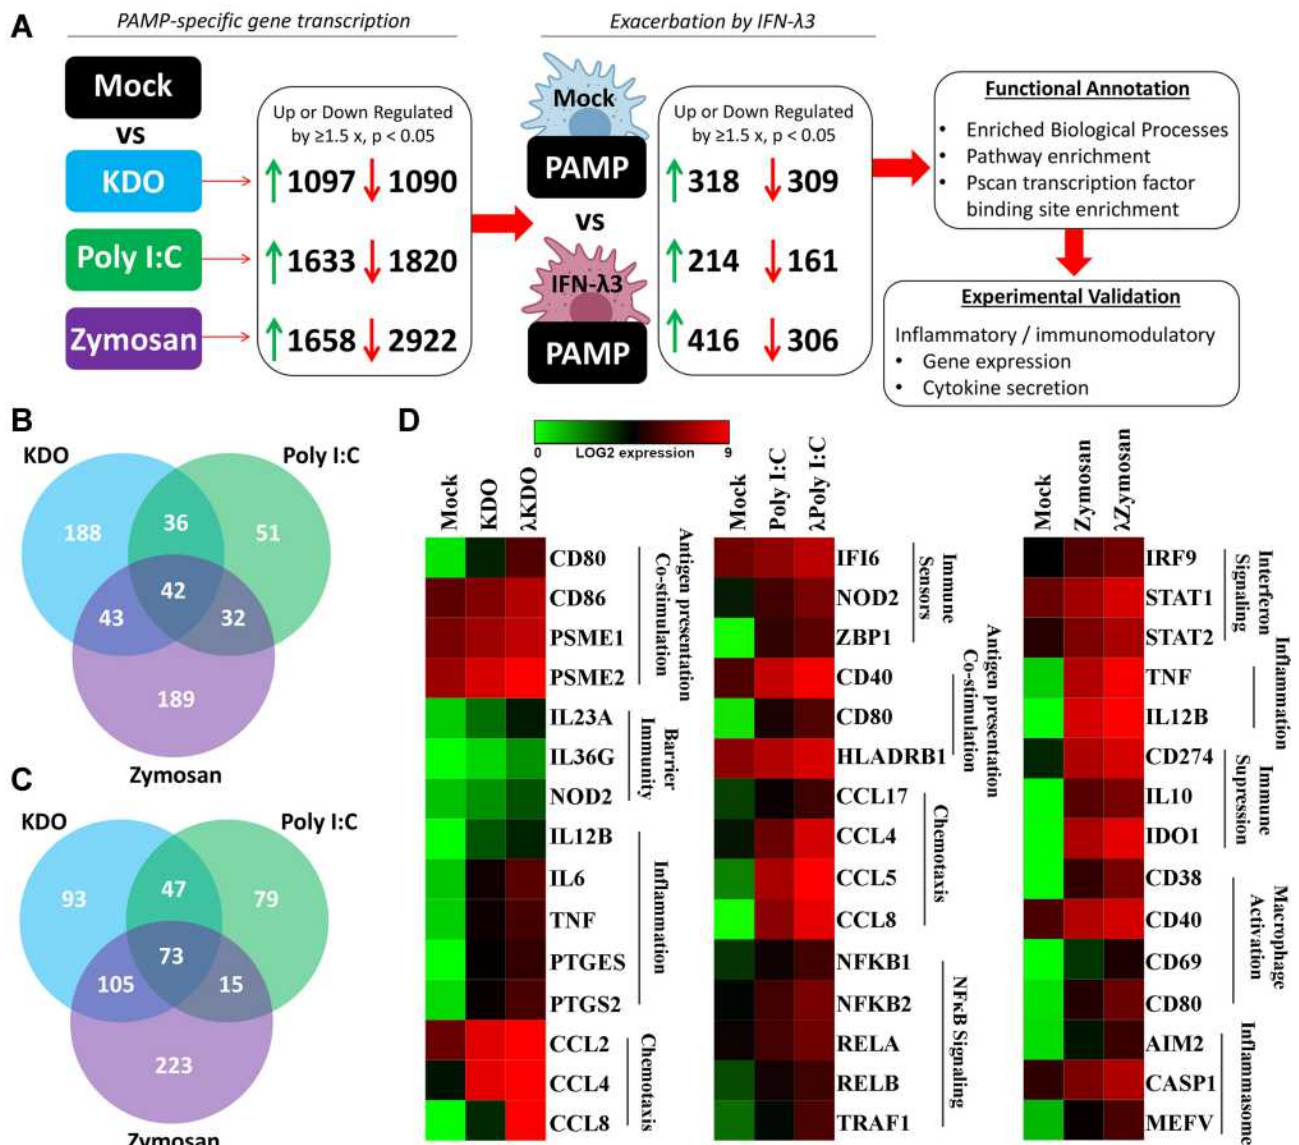 A
PAMP-specific gene transcription
Exacerbation by IFN-λ3
Mock
vs
KDO
Poly I:C
Zymosan
Up or Down Regulated
by ≥1.5 x, p < 0.05
1097 1090
1633 1820
1658 2922
Mock
PAMP
vs
IFN-λ3
PAMP
Up or Down Regulated
by ≥1.5 x, p < 0.05
318 309
214 161
416 306
Functional Annotation
• Enriched Biological Processes
• Pathway enrichment
• Pscan transcription factor
binding site enrichment
Experimental Validation
Inflammatory / immunomodulatory
• Gene expression
• Cytokine secretion
B
KDO
Poly I:C
188
36
51
42
43
32
189
Zymosan
C
KDO
Poly I:C
93
47
79
73
105
15
223
Zymosan
D
0 LOG2 expression 9
Mock
KDO
λKDO
CD80
CD86
PSME1
PSME2
IL23A
IL36G
NOD2
IL12B
IL6
TNF
PTGES
PTGS2
CCL2
CCL4
CCL8
Antigen presentation
Co-stimulation
Barrier
Immunity
Inflammation
Chemotaxis
Mock
Poly I:C
λPoly I:C
IFI6
NOD2
ZBP1
CD40
CD80
HLADRB1
CCL17
CCL4
CCL5
CCL8
NFKB1
NFKB2
RELA
RELB
TRAF1
Immune
Sensors
Antigen presentation
Co-stimulation
Chemotaxis
NFκB Signaling
Mock
Zymosan
λZymosan
IRF9
STAT1
STAT2
TNF
IL12B
CD274
IL10
IDO1
CD38
CD40
CD69
CD80
AIM2
CASP1
MEFV
Interferon
Signaling
Inflammation
Immune
Supression
Macrophage
Activation
Inflammasome